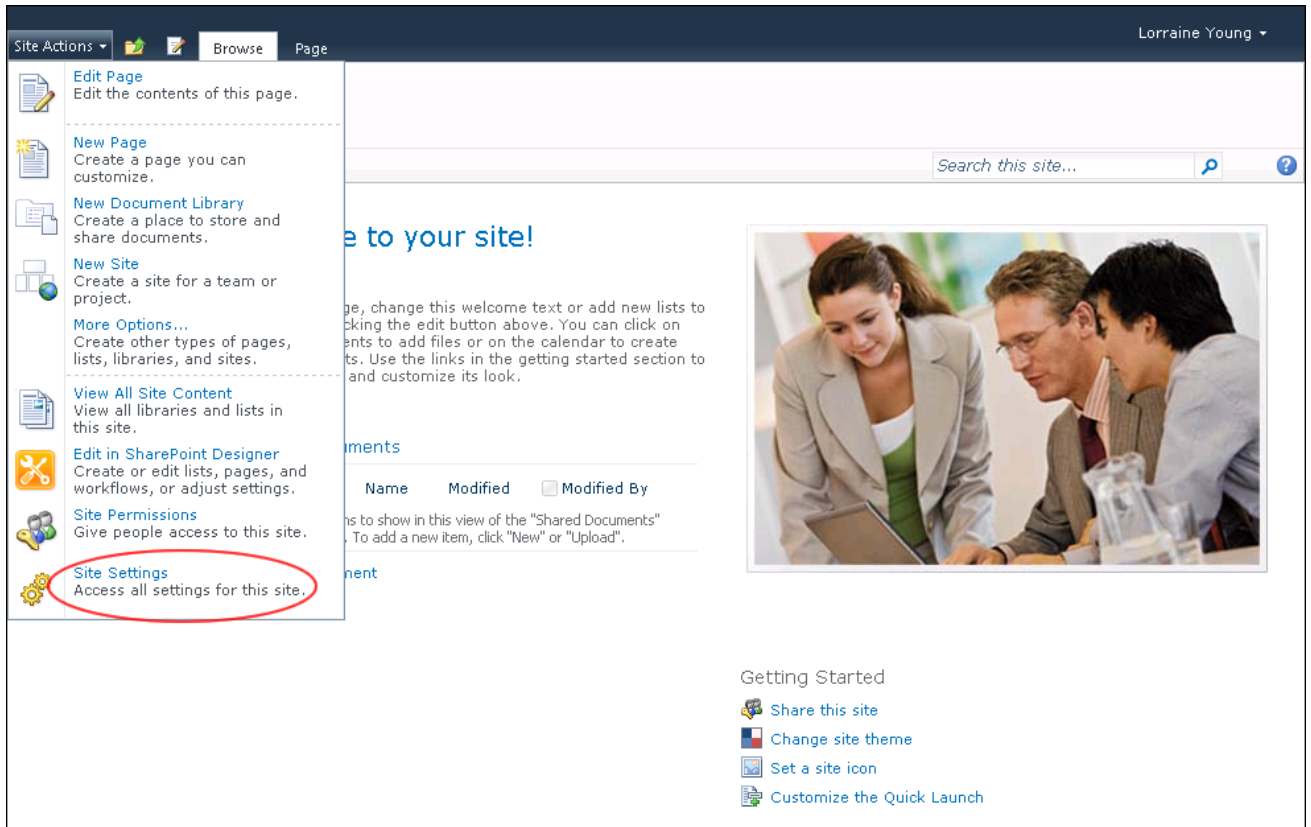 Lorraine Young
Site Actions
Browse
Page
Edit Page
Edit the contents of this page.
New Page
Create a page you can
customize.
New Document Library
Create a place to store and
share documents.
New Site
Create a site for a team or
project.
More Options...
Create other types of pages,
lists, libraries, and sites.
View All Site Content
View all libraries and lists in
this site.
Edit in SharePoint Designer
Create or edit lists, pages, and
workflows, or adjust settings.
Site Permissions
Give people access to this site.
Site Settings
Access all settings for this site.
Search this site...
e to your site!
ge, change this welcome text or add new lists to
cking the edit button above. You can click on
ents to add files or on the calendar to create
ts. Use the links in the getting started section to
and customize its look.
uments
Name Modified Modified By
ns to show in this view of the "Shared Documents"
. To add a new item, click "New" or "Upload".
ment
Getting Started
Share this site
Change site theme
Set a site icon
Customize the Quick Launch